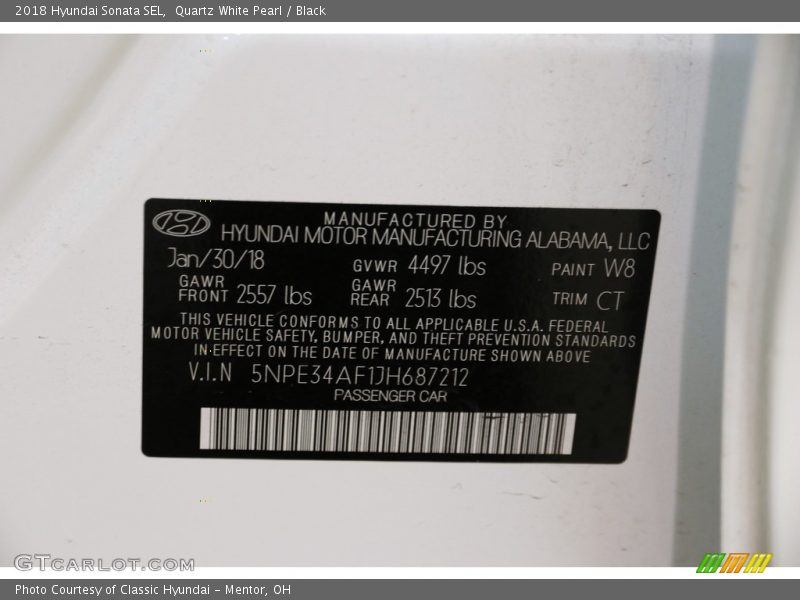 2018 Hyundai Sonata SEL,  Quartz White Pearl / Black
MANUFACTURED BY
HYUNDAI MOTOR MANUFACTURING ALABAMA, LLC
Jan/30/18 GVWR 4497 lbs PAINT W8
GAWR FRONT 2557 lbs GAWR REAR 2513 lbs TRIM CT
THIS VEHICLE CONFORMS TO ALL APPLICABLE U.S.A. FEDERAL
MOTOR VEHICLE SAFETY, BUMPER, AND THEFT PREVENTION STANDARDS
IN EFFECT ON THE DATE OF MANUFACTURE SHOWN ABOVE
V.I.N 5NPE34AF1JH687212
PASSENGER CAR
GTCARLOT.COM
Photo Courtesy of Classic Hyundai - Mentor, OH